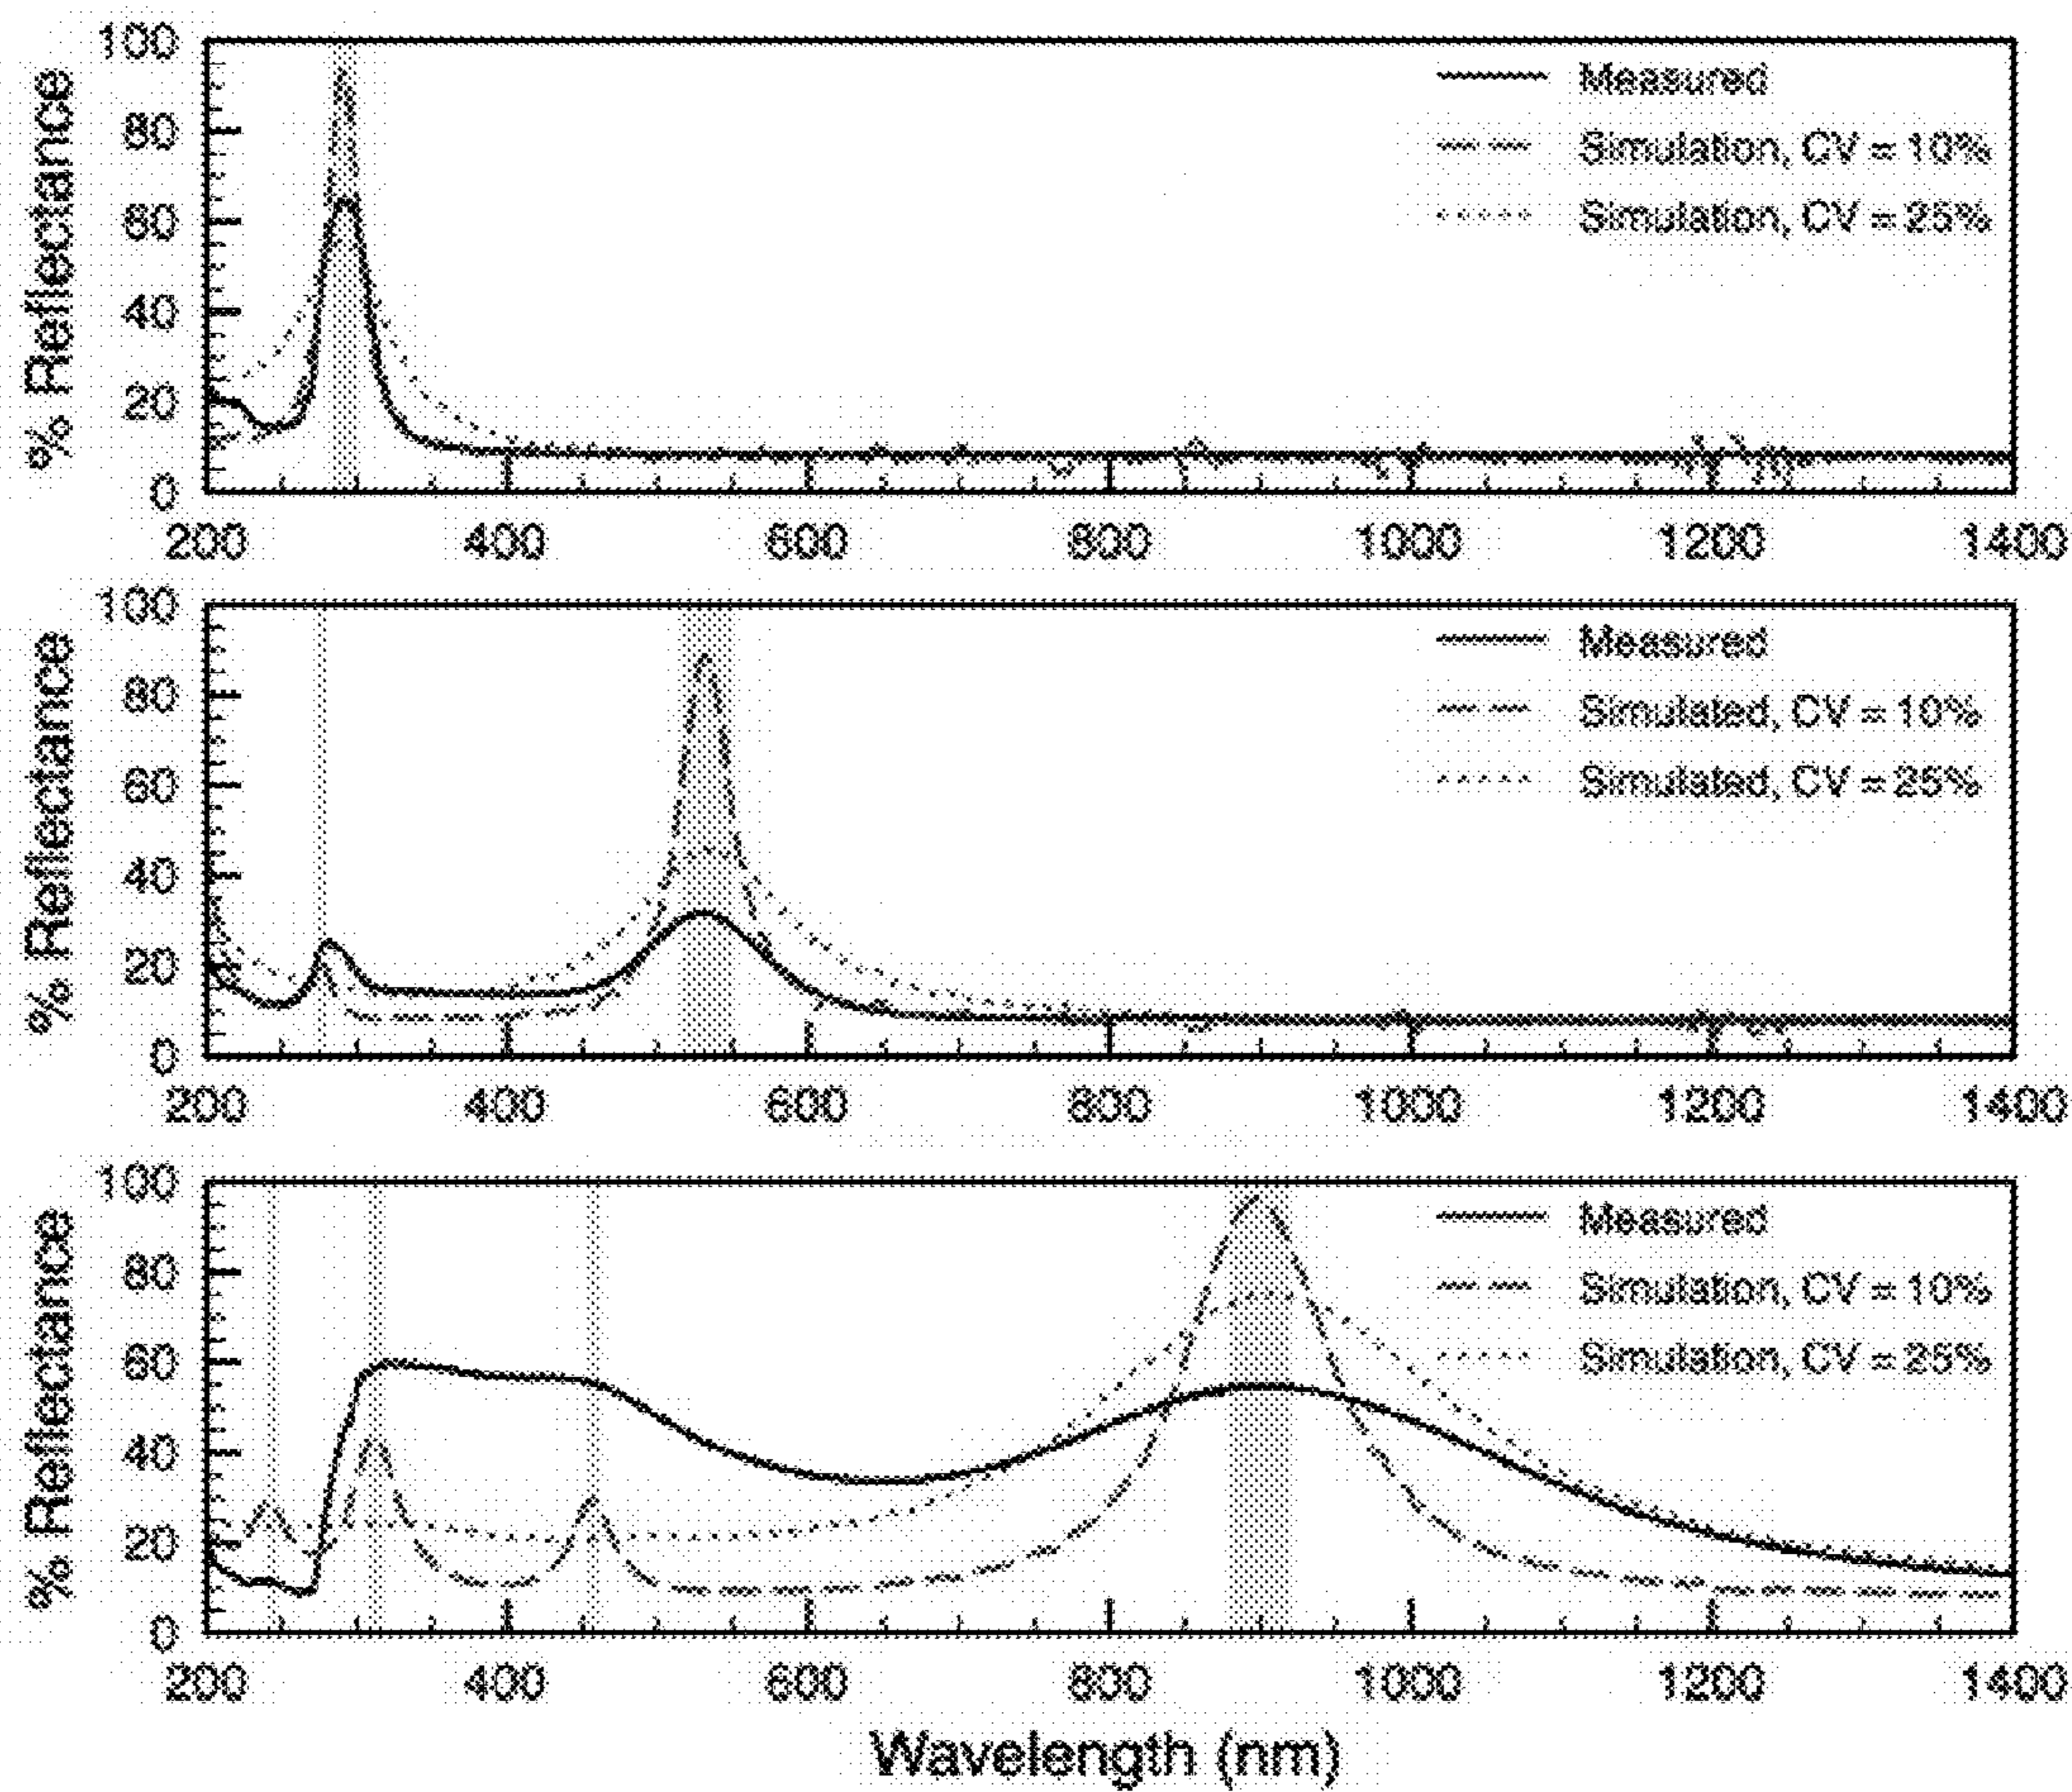 % Reflectance
100
80
60
40
20
0
Measured
Simulation, CV = 10%
Simulation, CV = 25%
200 400 600 800 1000 1200 1400
% Reflectance
100
80
60
40
20
0
Measured
Simulated, CV = 10%
Simulated, CV = 25%
200 400 600 800 1000 1200 1400
% Reflectance
100
80
60
40
20
0
Measured
Simulation, CV = 10%
Simulation, CV = 25%
200 400 600 800 1000 1200 1400
Wavelength (nm)